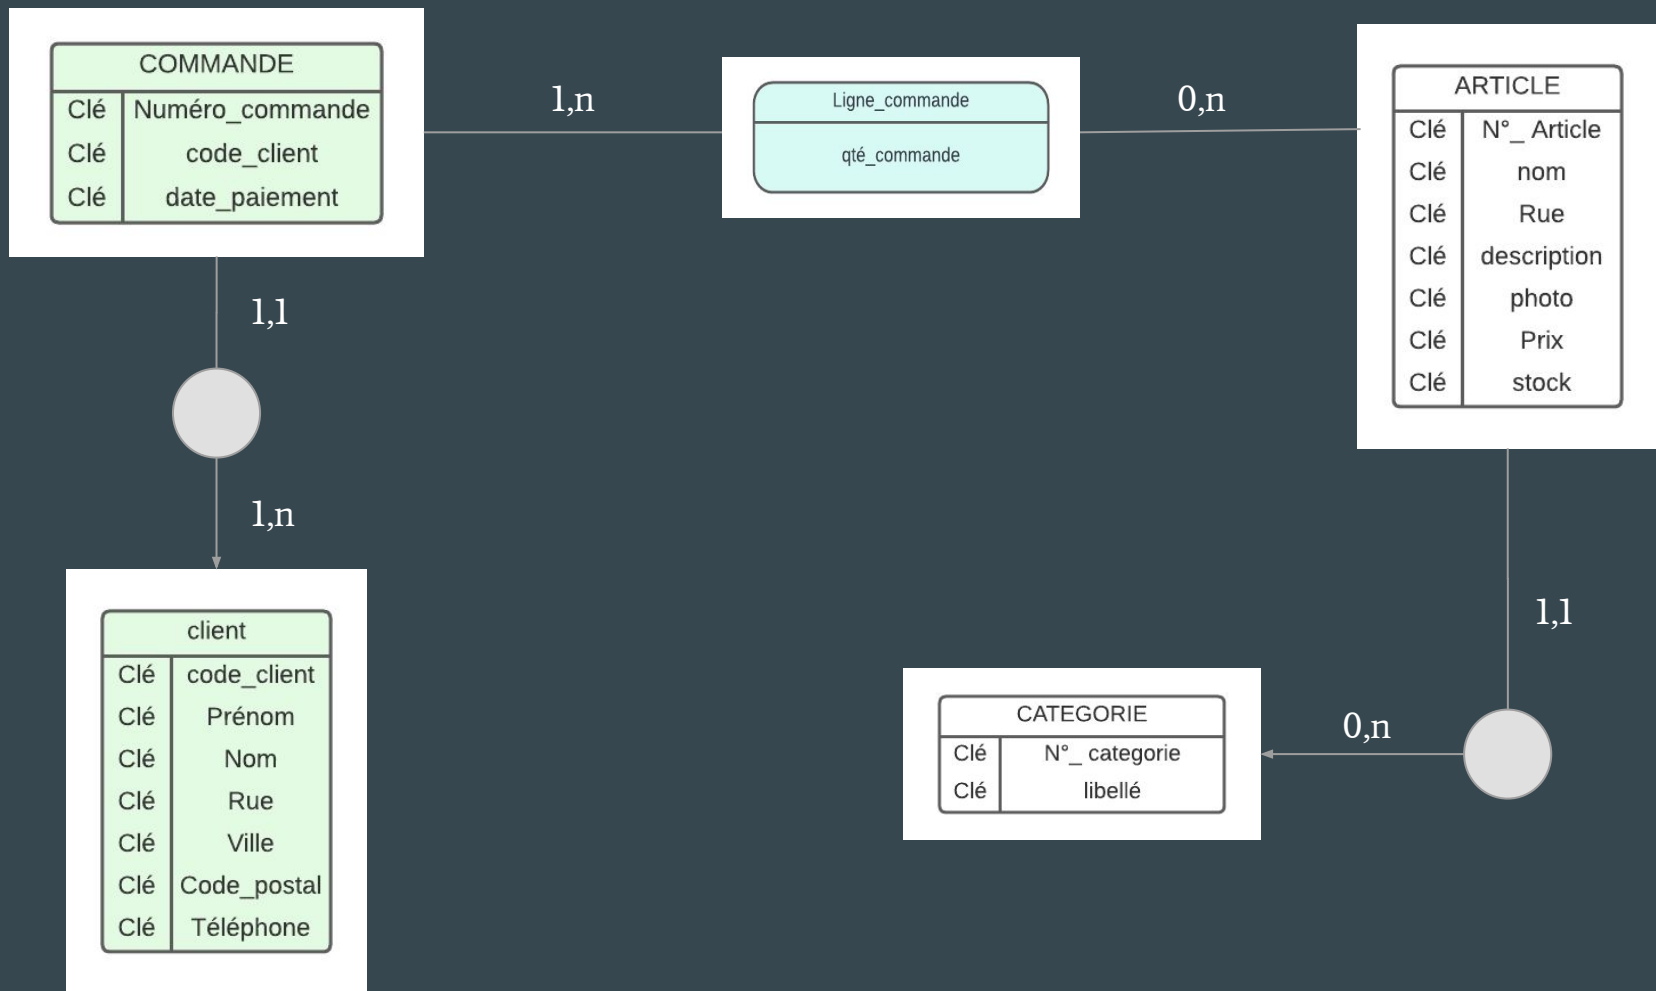 COMMANDE
Clé Numéro_commande
Clé code_client
Clé date_paiement
1,n
Ligne_commande
qté_commande
0,n
ARTICLE
Clé N°_ Article
Clé nom
Clé Rue
Clé description
Clé photo
Clé Prix
Clé stock
1,1
1,n
client
Clé code_client
Clé Prénom
Clé Nom
Clé Rue
Clé Ville
Clé Code_postal
Clé Téléphone
1,1
0,n
CATEGORIE
Clé N°_ categorie
Clé libellé